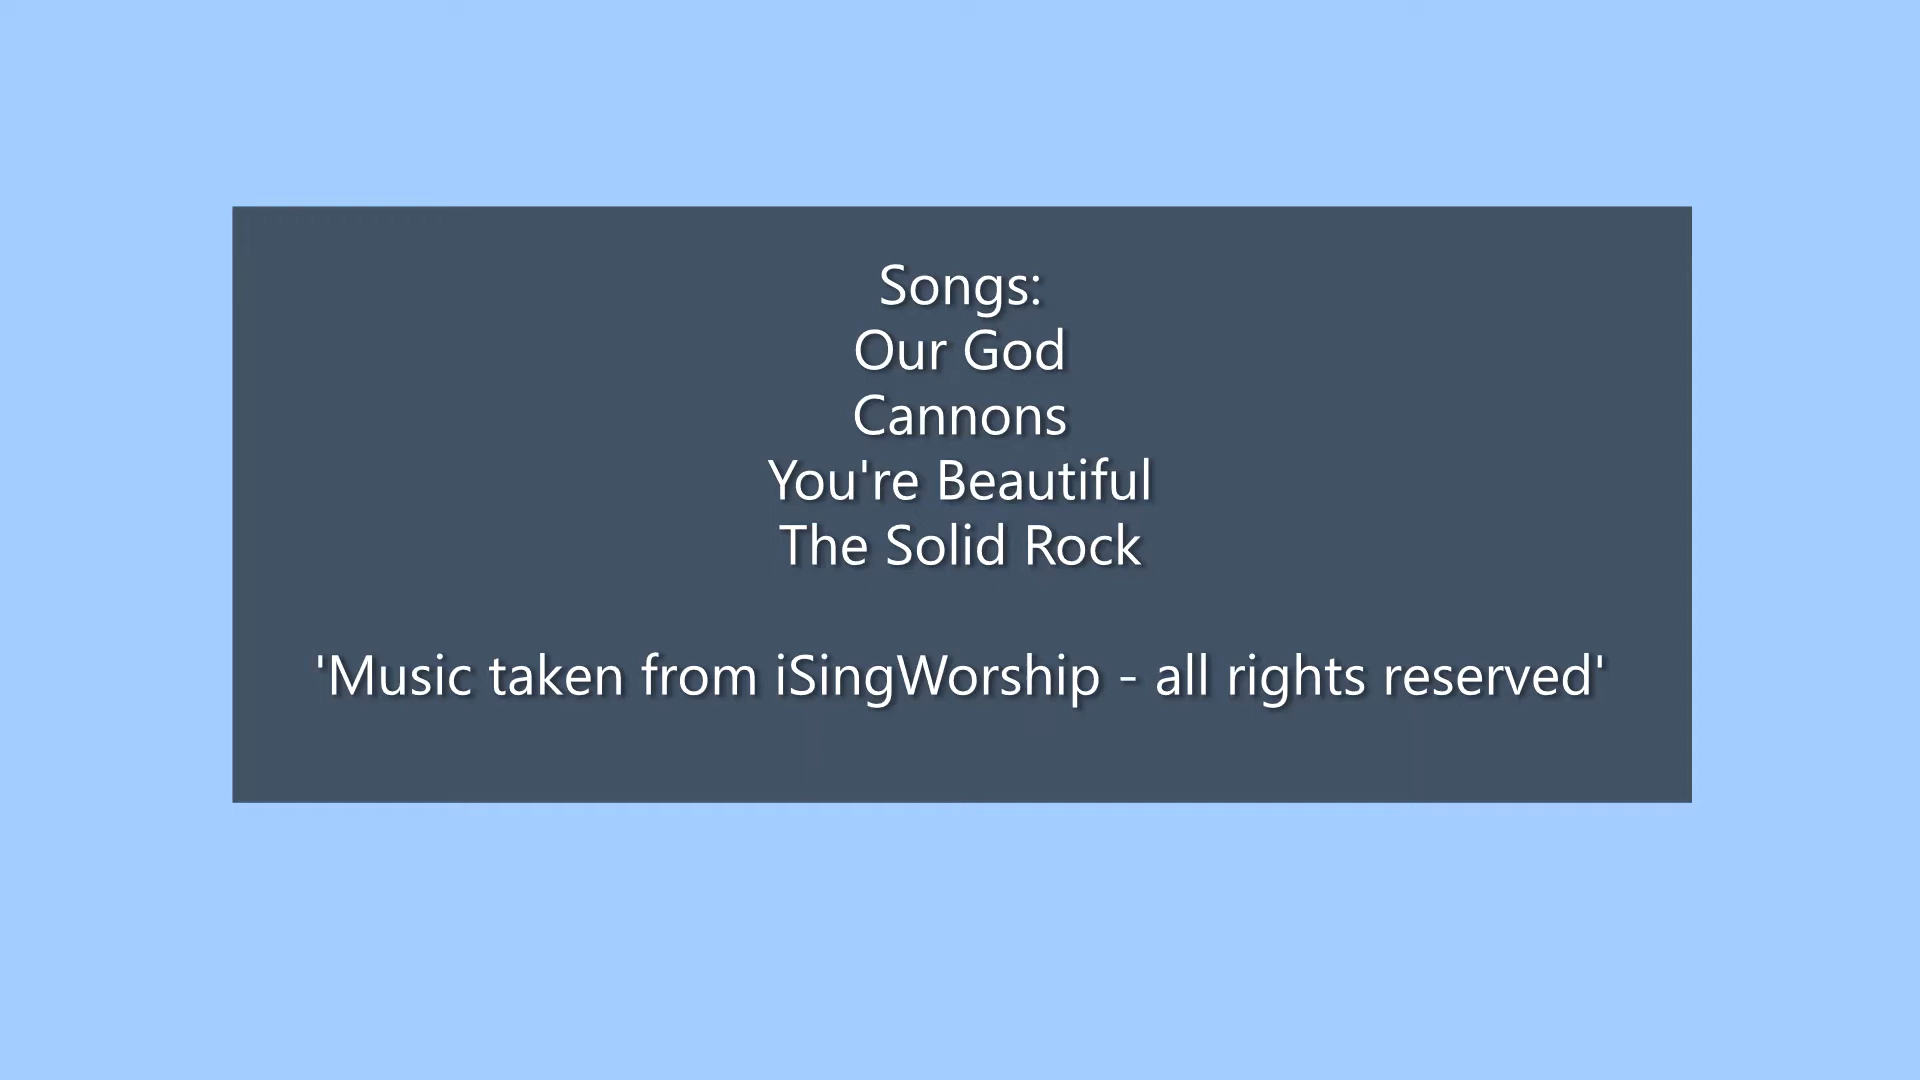 Songs:
Our God
Cannons
You're Beautiful
The Solid Rock
'Music taken from iSingWorship - all rights reserved'